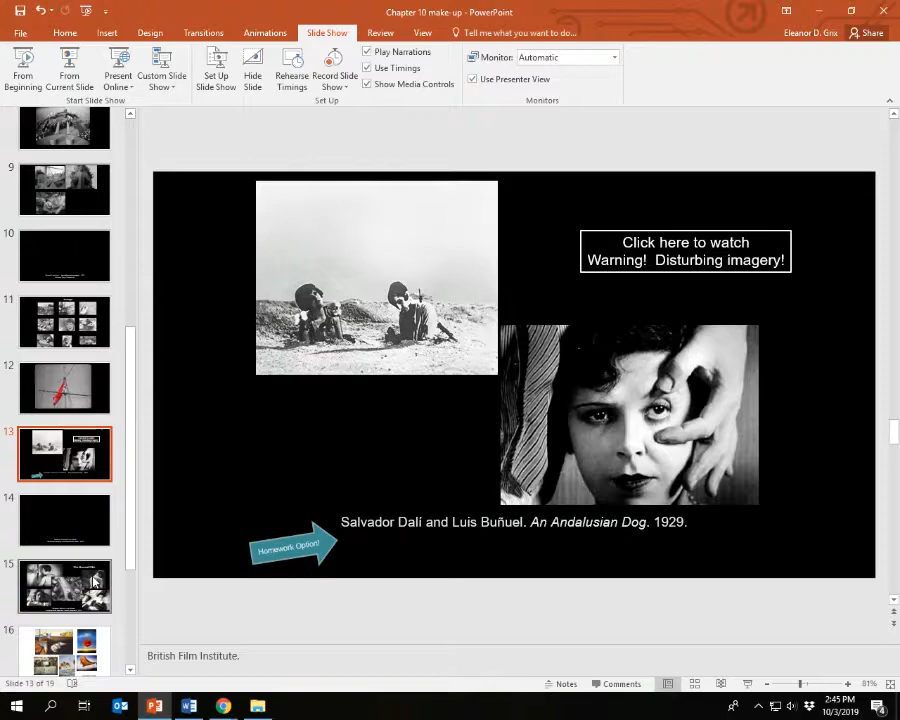 Chapter 10 make-up - PowerPoint
File
Home
Insert
Design
Transitions
Animations
Slide Show
Review
View
Tell me what you want to do...
Eleanor D. Grix
Share
From Beginning
From Current Slide
Present Online
Custom Slide Show
Set Up Slide Show
Hide Slide
Rehearse Timings
Record Slide Show
Play Narrations
Use Timings
Show Media Controls
Monitor:
Automatic
Use Presenter View
Start Slide Show
Set Up
Monitors
9
10
11
12
13
14
15
16
Click here to watch
Warning! Disturbing imagery!
Salvador Dalí and Luis Buñuel. An Andalusian Dog. 1929.
Homework Option!
British Film Institute.
Slide 13 of 19
Notes
Comments
81%
2:45 PM
10/3/2019
4